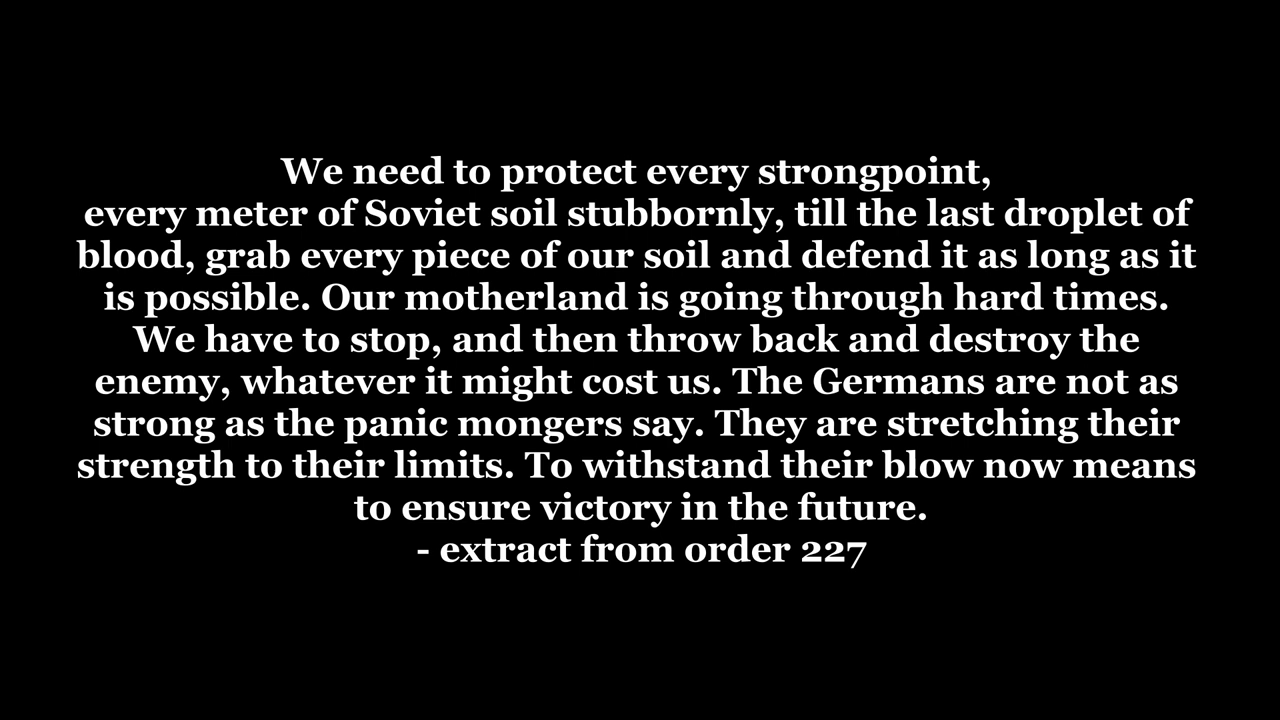 We need to protect every strongpoint,
every meter of Soviet soil stubbornly, till the last droplet of
blood, grab every piece of our soil and defend it as long as it
is possible. Our motherland is going through hard times.
We have to stop, and then throw back and destroy the
enemy, whatever it might cost us. The Germans are not as
strong as the panic mongers say. They are stretching their
strength to their limits. To withstand their blow now means
to ensure victory in the future.
- extract from order 227